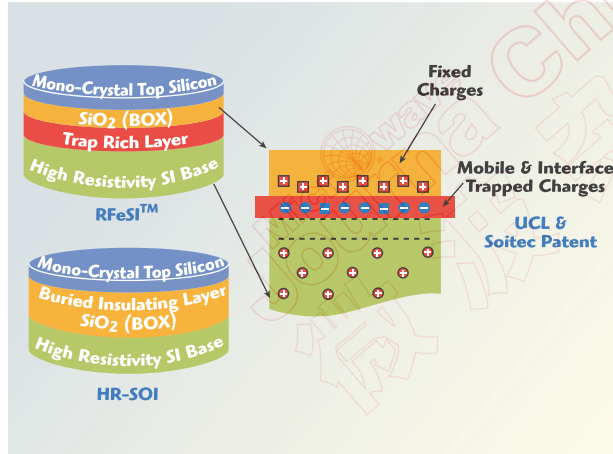 Mono-Crystal Top Silicon
SiO2 (BOX)
Trap Rich Layer
High Resistivity SI Base
RFeSI™
Mono-Crystal Top Silicon
Buried Insulating Layer
SiO2 (BOX)
High Resistivity SI Base
HR-SOI
Fixed
Charges
Mobile & Interface
Trapped Charges
UCL &
Soitec Patent